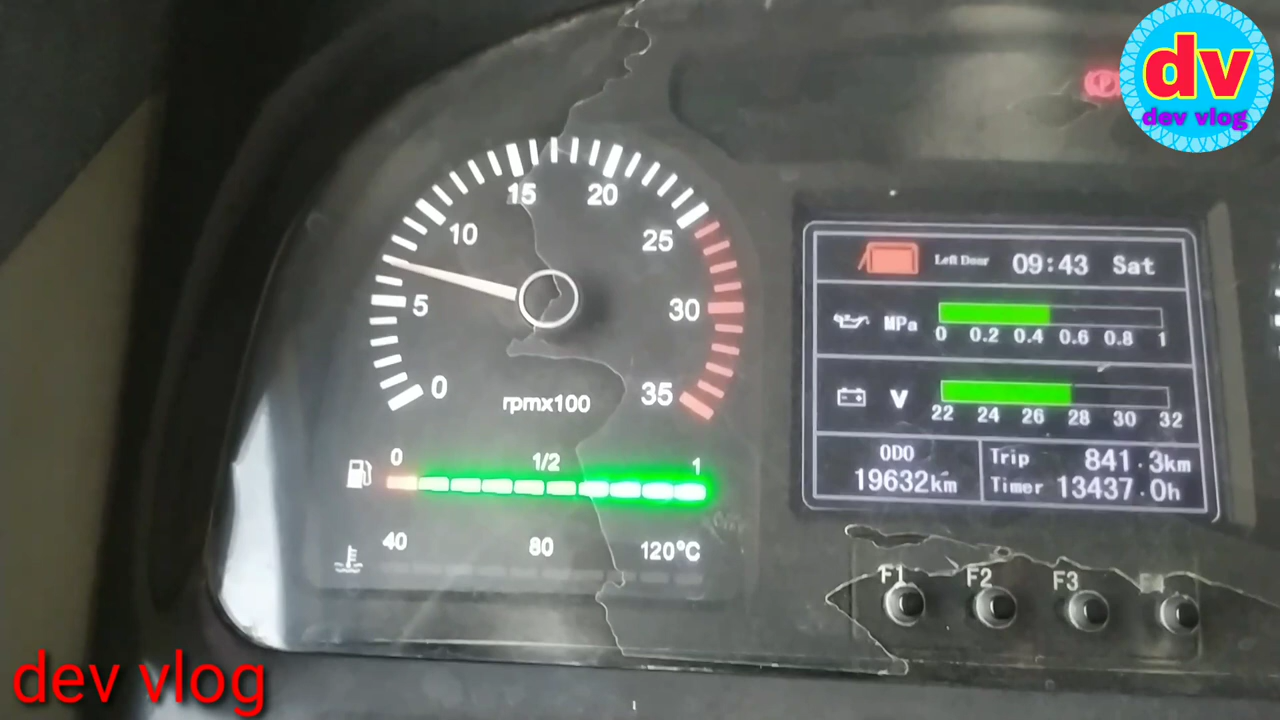 dv
dev vlog
15 20
10 25
5 30
0 35
rpmx100
0 1/2 1
40 80 120°C
Left Door 09:43 Sat
MPa
0 0.2 0.4 0.6 0.8 1
V
22 24 26 28 30 32
ODO
19632km
Trip 841.3km
Timer 13437.0h
F1 F2 F3
dev vlog